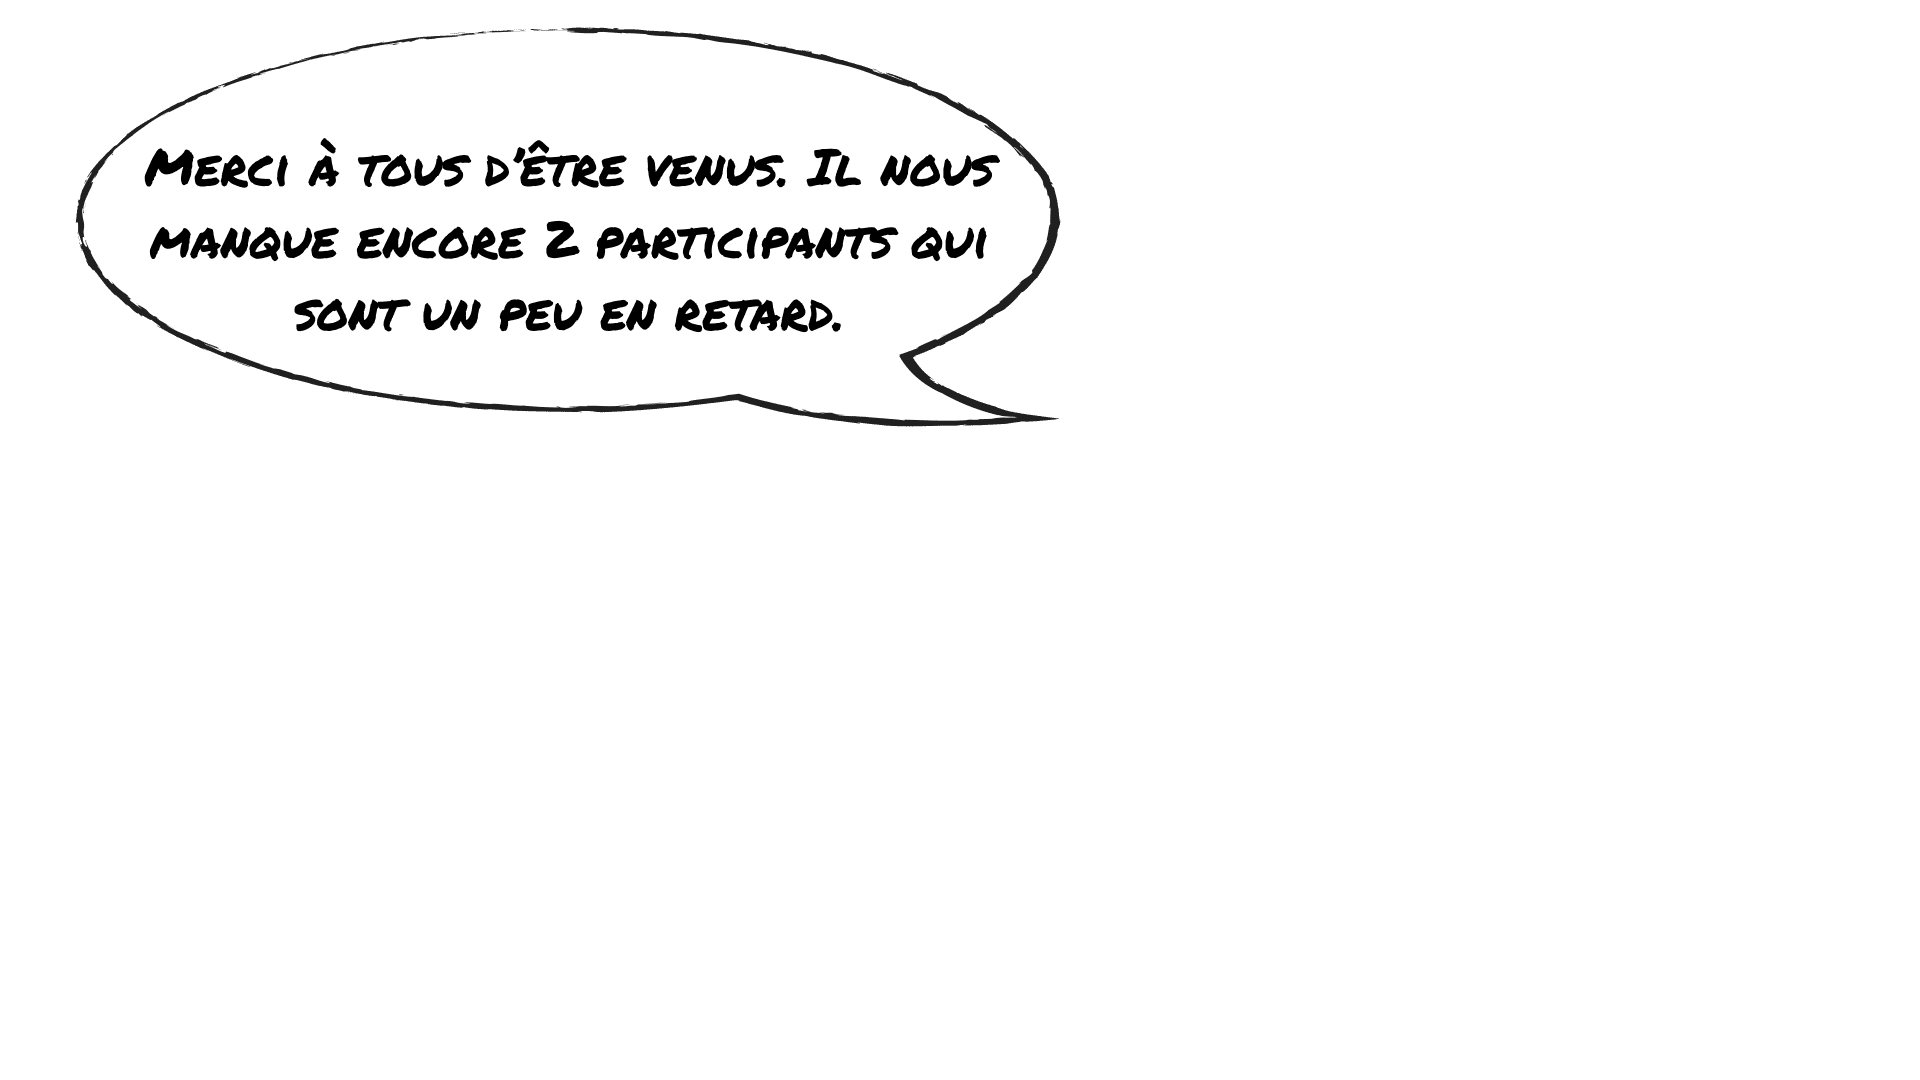 Merci à tous d'être venus. Il nous
manque encore 2 participants qui
sont un peu en retard.